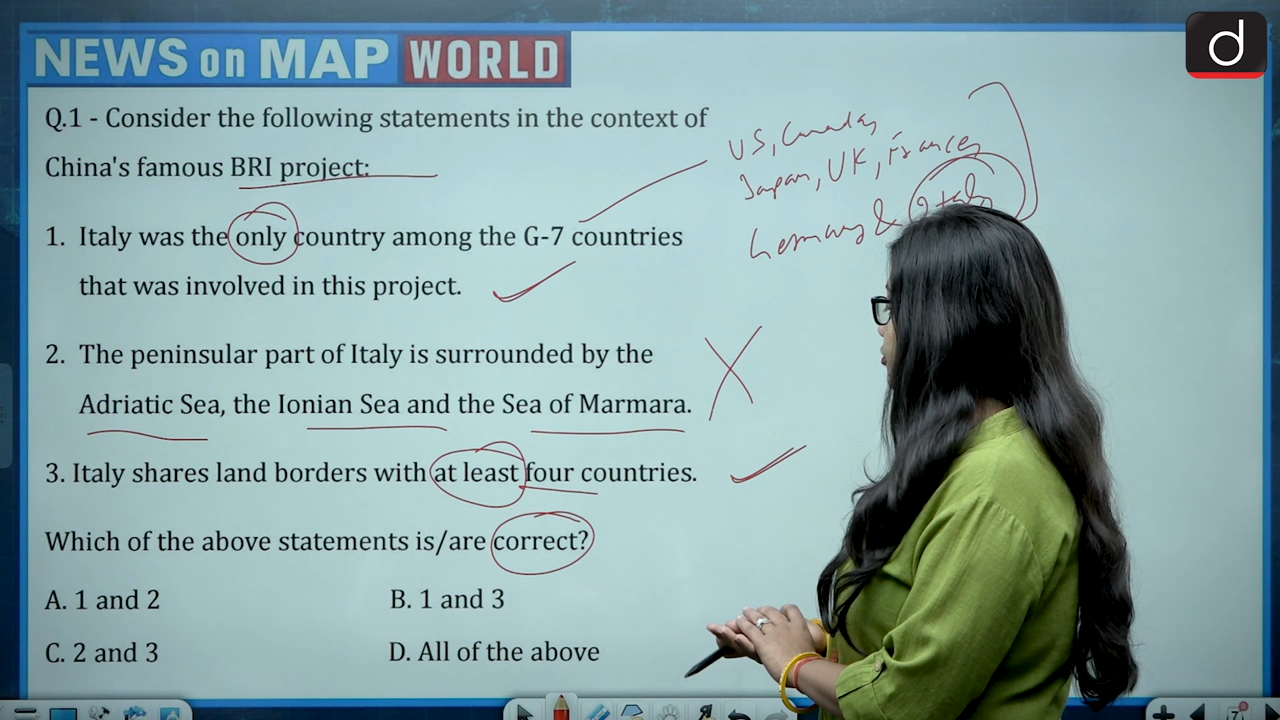 NEWS on MAP WORLD
d
Q.1 - Consider the following statements in the context of
China's famous BRI project:
US, Canada,
Japan, UK, France,
Germany & Italy
1. Italy was the only country among the G-7 countries
that was involved in this project.
2. The peninsular part of Italy is surrounded by the
Adriatic Sea, the Ionian Sea and the Sea of Marmara.
3. Italy shares land borders with at least four countries.
Which of the above statements is/are correct?
A. 1 and 2
B. 1 and 3
C. 2 and 3
D. All of the above